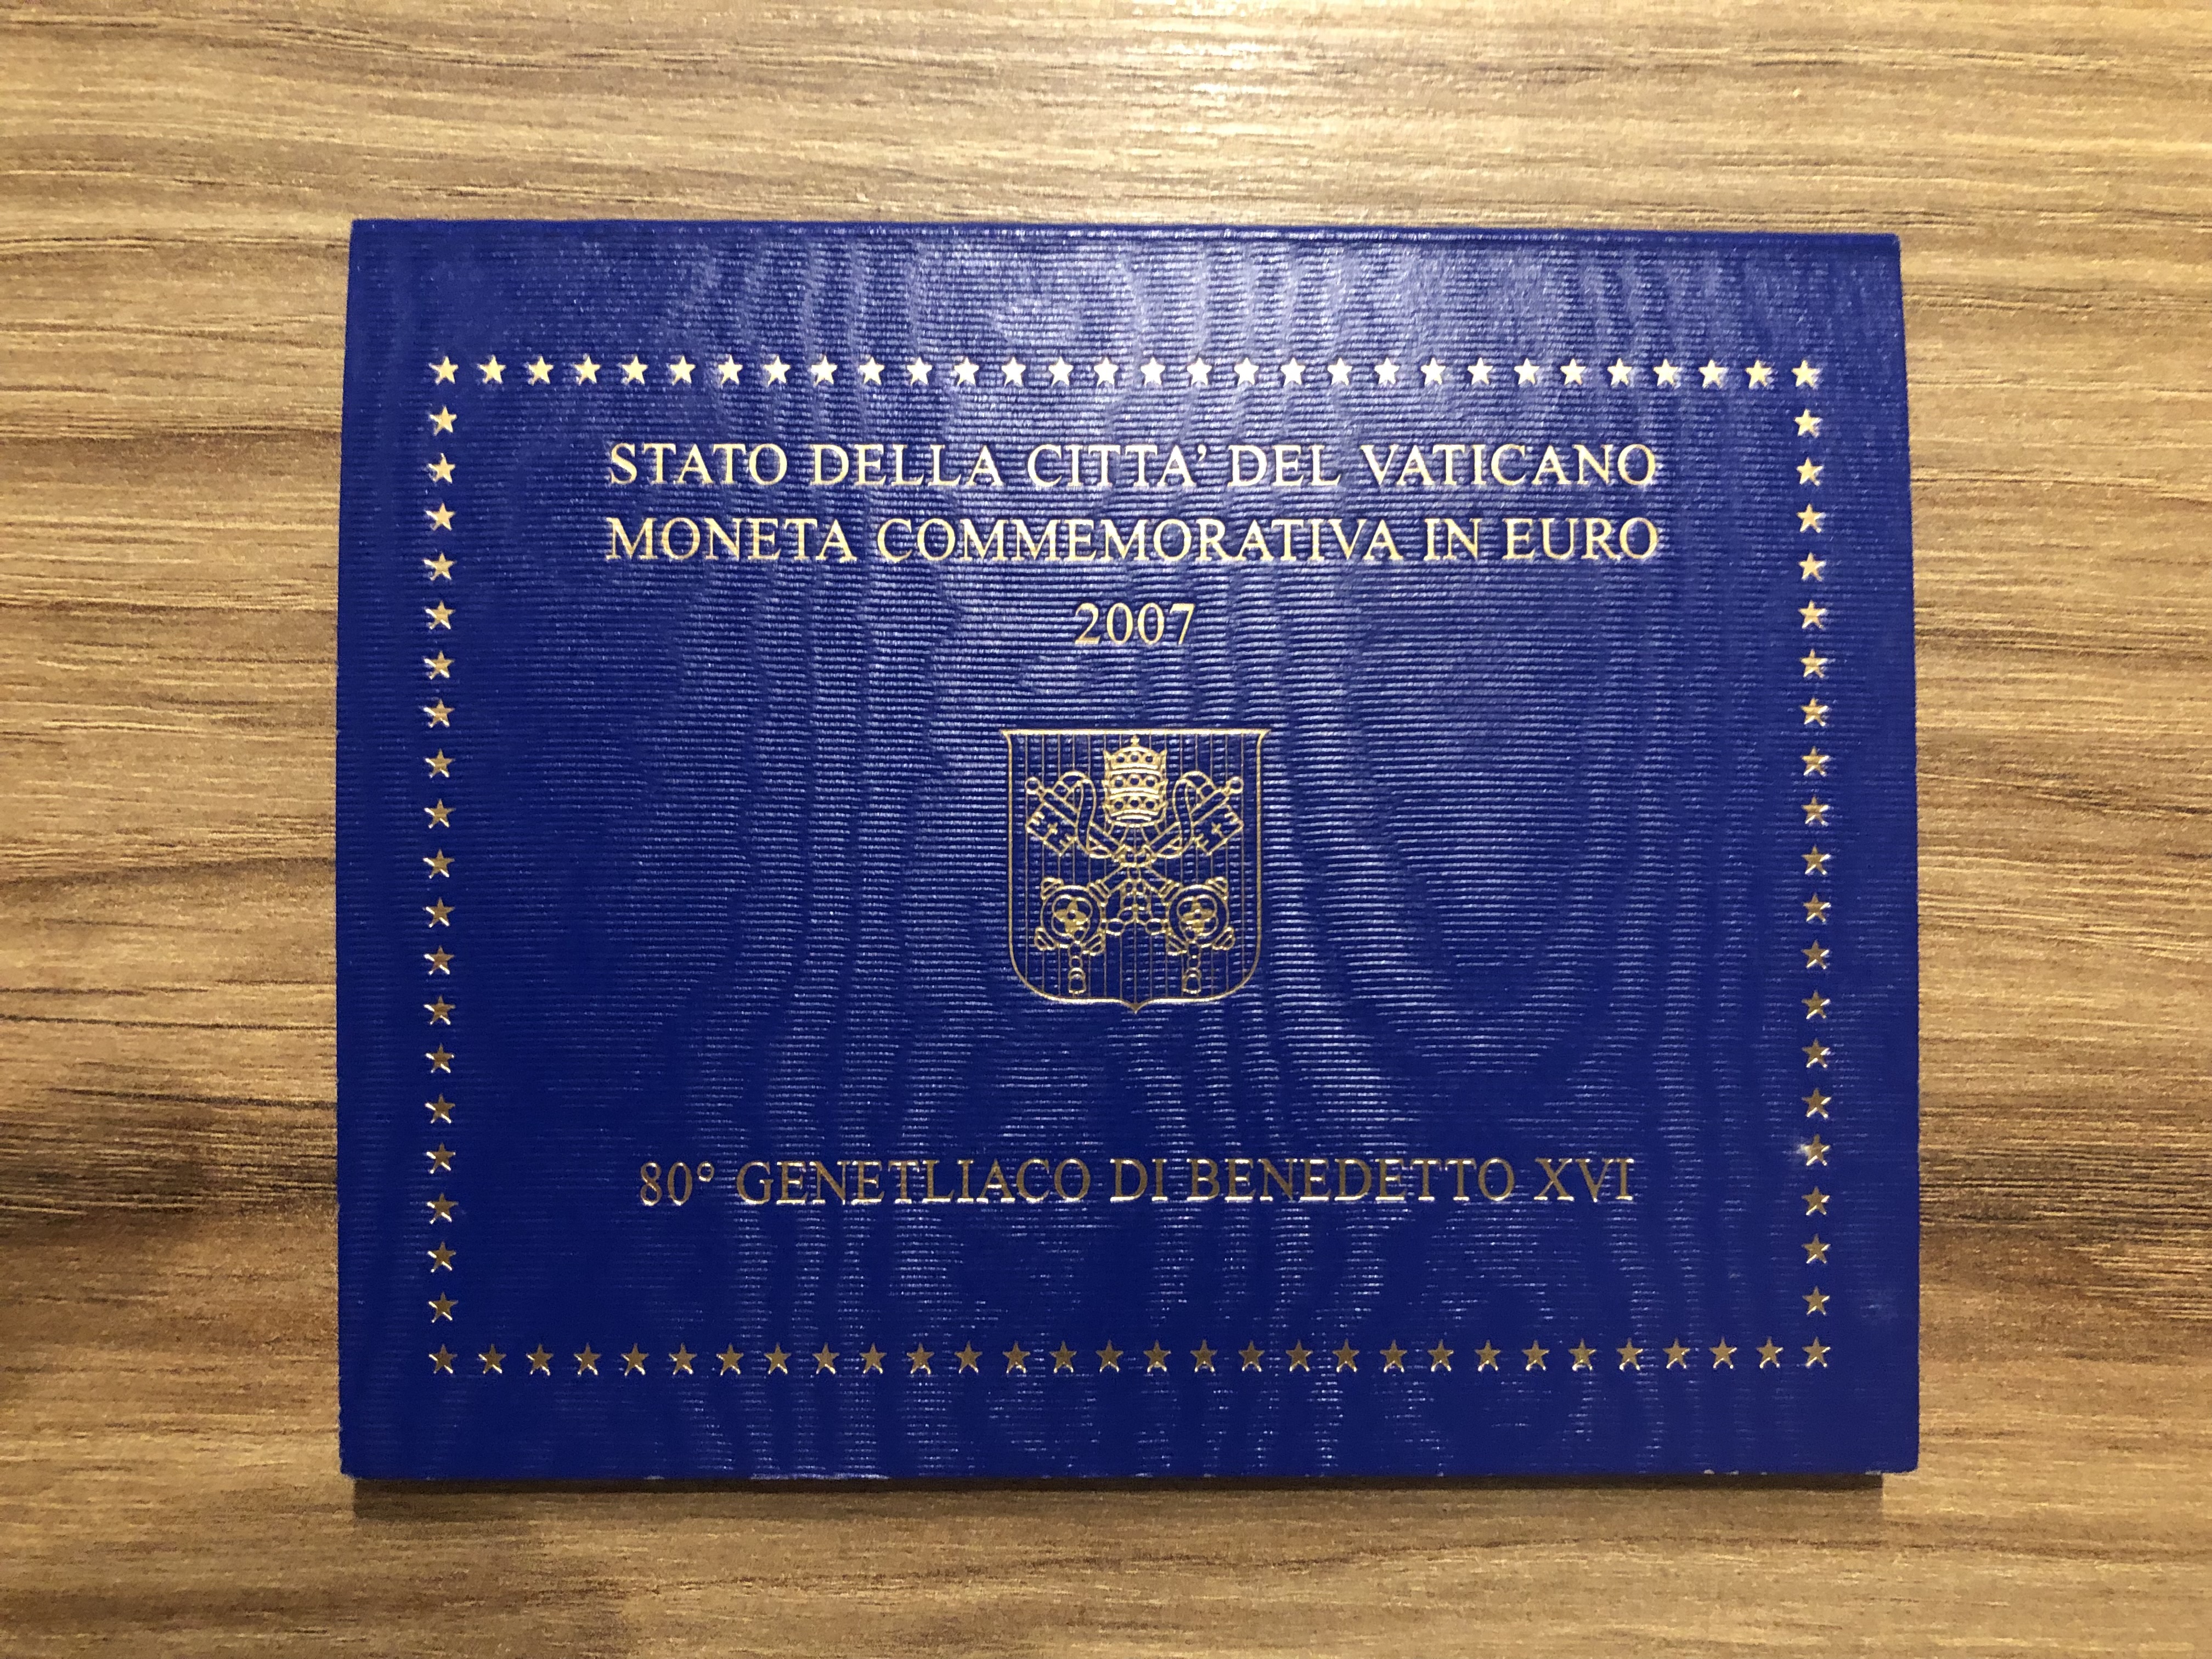 STATO DELLA CITTA' DEL VATICANO
MONETA COMMEMORATIVA IN EURO
2007
80° GENETLIACO DI BENEDETTO XVI